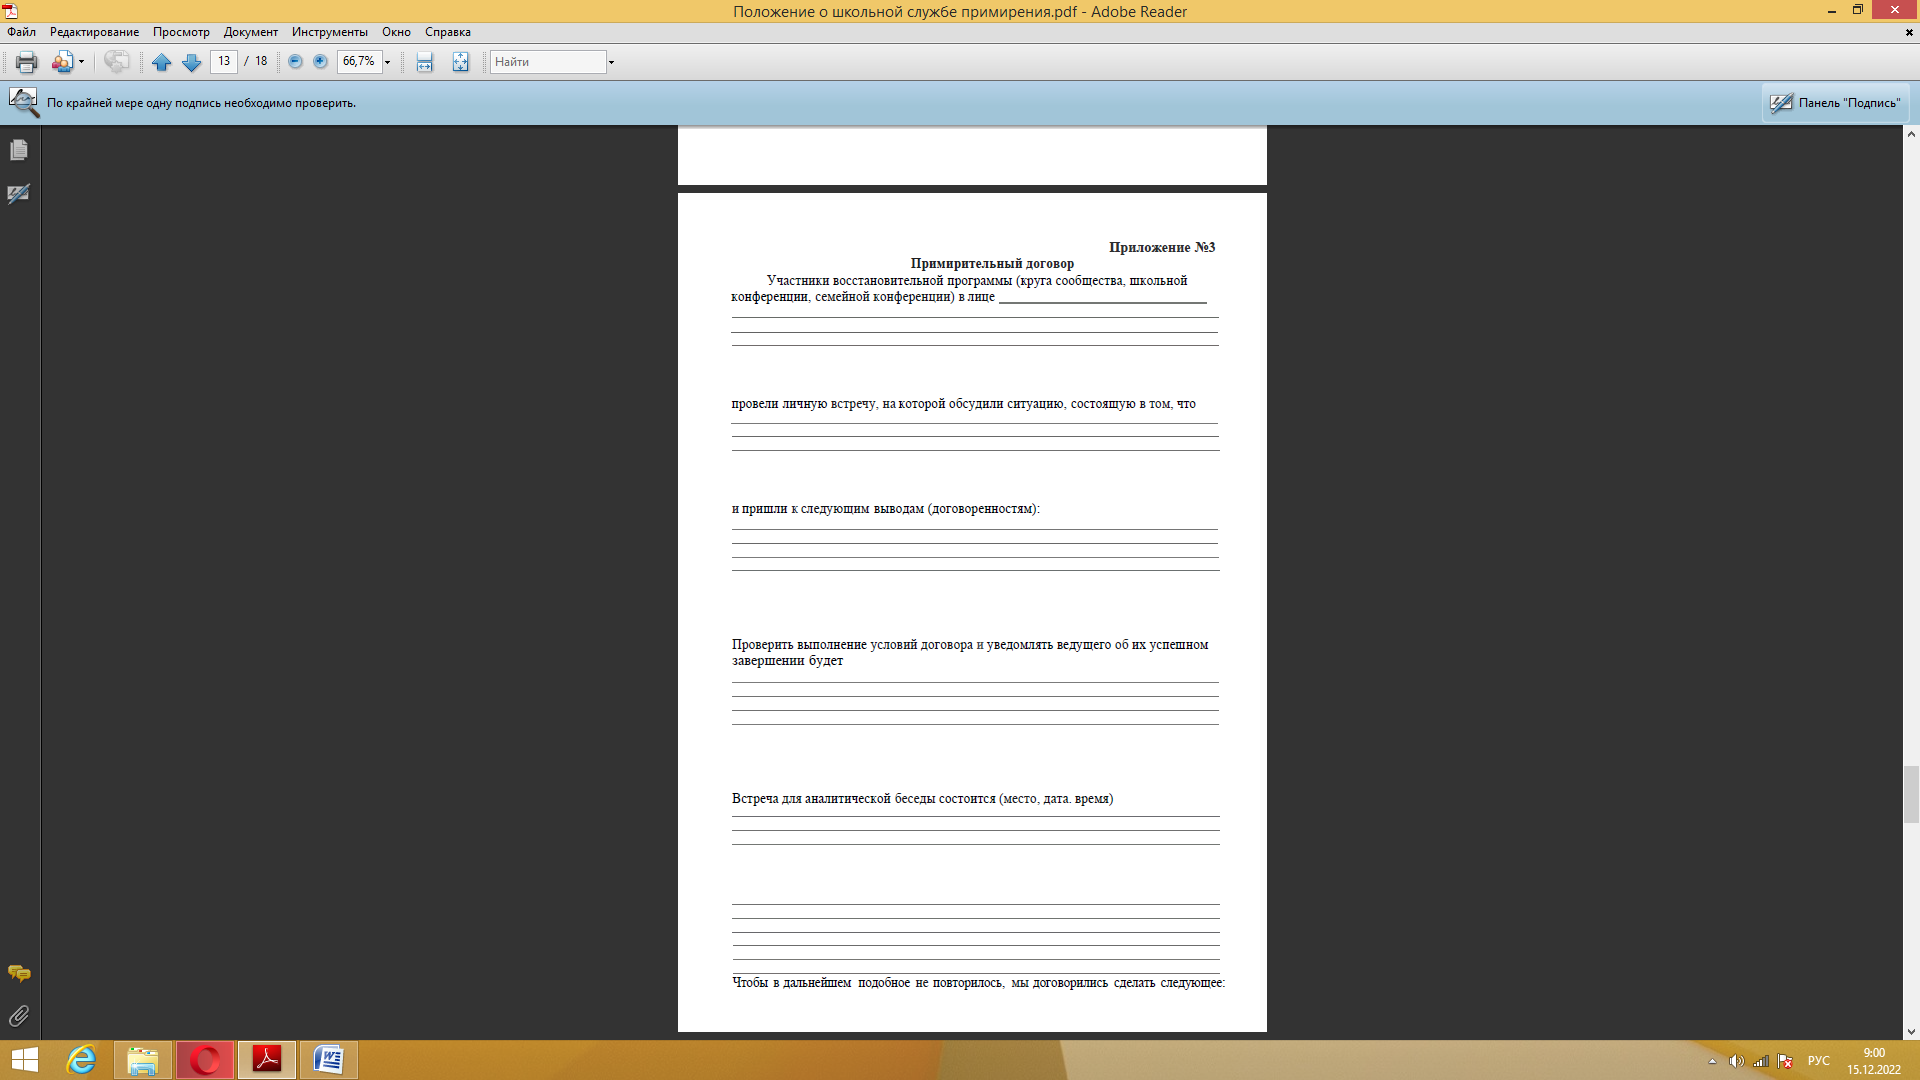 Положение о школьной службе примирения.pdf - Adobe Reader
Файл Редактирование Просмотр Документ Инструменты Окно Справка
13 / 18 66,7% Найти
По крайней мере одну подпись необходимо проверить. Панель "Подпись"
Приложение №3
Примирительный договор
Участники восстановительной программы (круга сообщества, школьной
конференции, семейной конференции) в лице
провели личную встречу, на которой обсудили ситуацию, состоящую в том, что
и пришли к следующим выводам (договоренностям):
Проверить выполнение условий договора и уведомлять ведущего об их успешном
завершении будет
Встреча для аналитической беседы состоится (место, дата. время)
Чтобы в дальнейшем подобное не повторилось, мы договорились сделать следующее:
РУС
9:00
15.12.2022